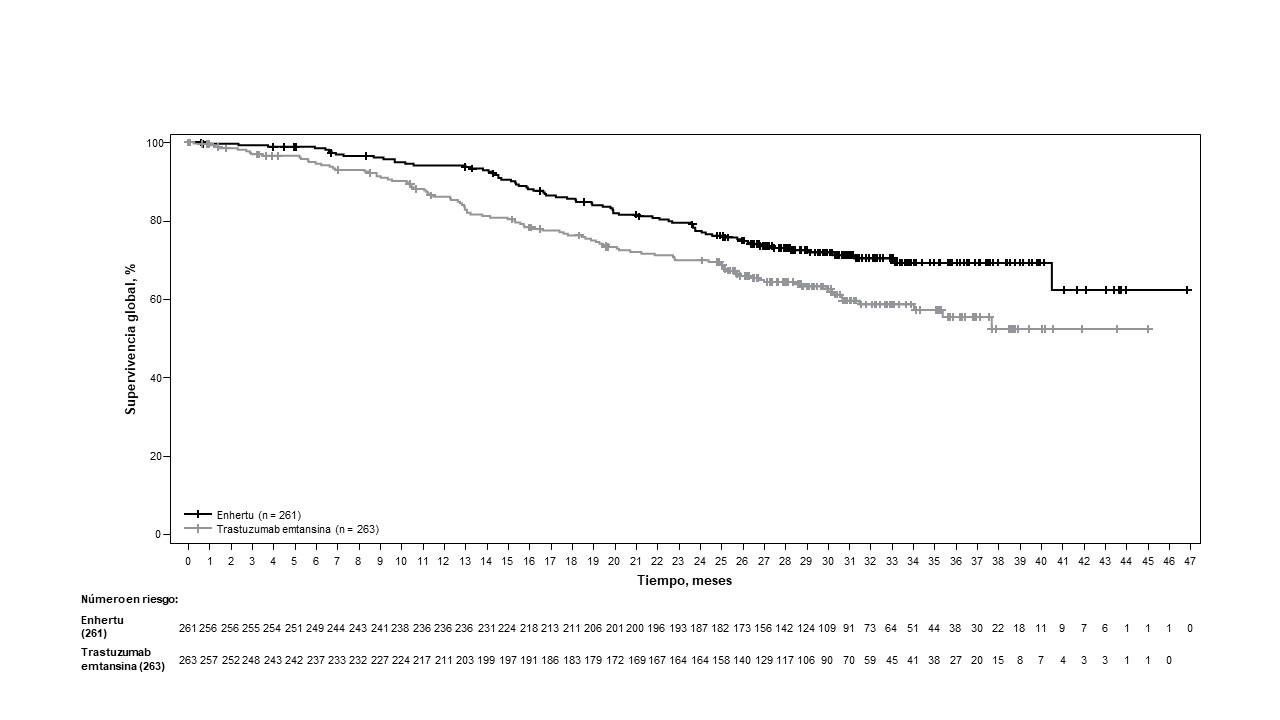 100
80
60
40
20
0
Supervivencia global, %
Enhertu (n = 261)
Trastuzumab emtansina (n = 263)
0 1 2 3 4 5 6 7 8 9 10 11 12 13 14 15 16 17 18 19 20 21 22 23 24 25 26 27 28 29 30 31 32 33 34 35 36 37 38 39 40 41 42 43 44 45 46 47
Tiempo, meses
Número en riesgo:
Enhertu
(261)
261 256 256 255 254 251 249 244 243 241 238 236 236 236 231 224 218 213 211 206 201 200 196 193 187 182 173 156 142 124 109 91 73 64 51 44 38 30 22 18 11 9 7 6 1 1 1 0
Trastuzumab
emtansina (263)
263 257 252 248 243 242 237 233 232 227 224 217 211 203 199 197 191 186 183 179 172 169 167 164 164 158 140 129 117 106 90 70 59 45 41 38 27 20 15 8 7 4 3 3 1 1 0